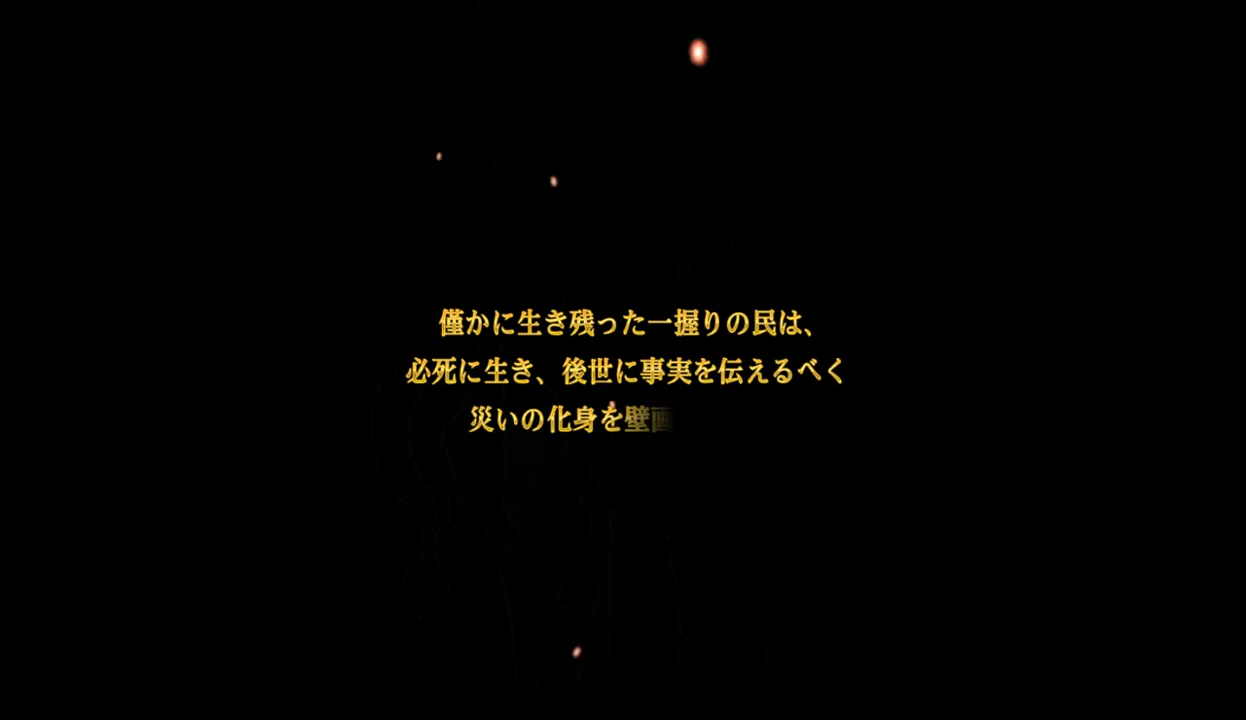 僅かに生き残った一握りの民は、
必死に生き、後世に事実を伝えるべく
災いの化身を壁画